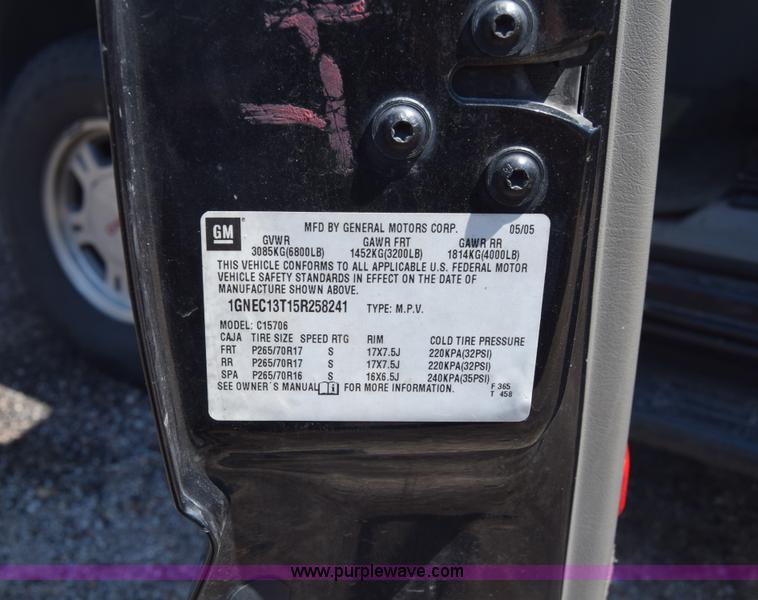 GM
MFD BY GENERAL MOTORS CORP. 05/05
GVWR GAWR FRT GAWR RR
3085KG(6800LB) 1452KG(3200LB) 1814KG(4000LB)
THIS VEHICLE CONFORMS TO ALL APPLICABLE U.S. FEDERAL MOTOR
VEHICLE SAFETY STANDARDS IN EFFECT ON THE DATE OF
MANUFACTURE SHOWN ABOVE.
1GNEC13T15R258241 TYPE: M.P.V.
MODEL: C15706
CAJA TIRE SIZE SPEED RTG RIM COLD TIRE PRESSURE
FRT P265/70R17 S 17X7.5J 220KPA(32PSI)
RR P265/70R17 S 17X7.5J 220KPA(32PSI)
SPA P265/70R16 S 16X6.5J 240KPA(35PSI)
SEE OWNER´S MANUAL FOR MORE INFORMATION.
F 365
T 458
www.purplewave.com